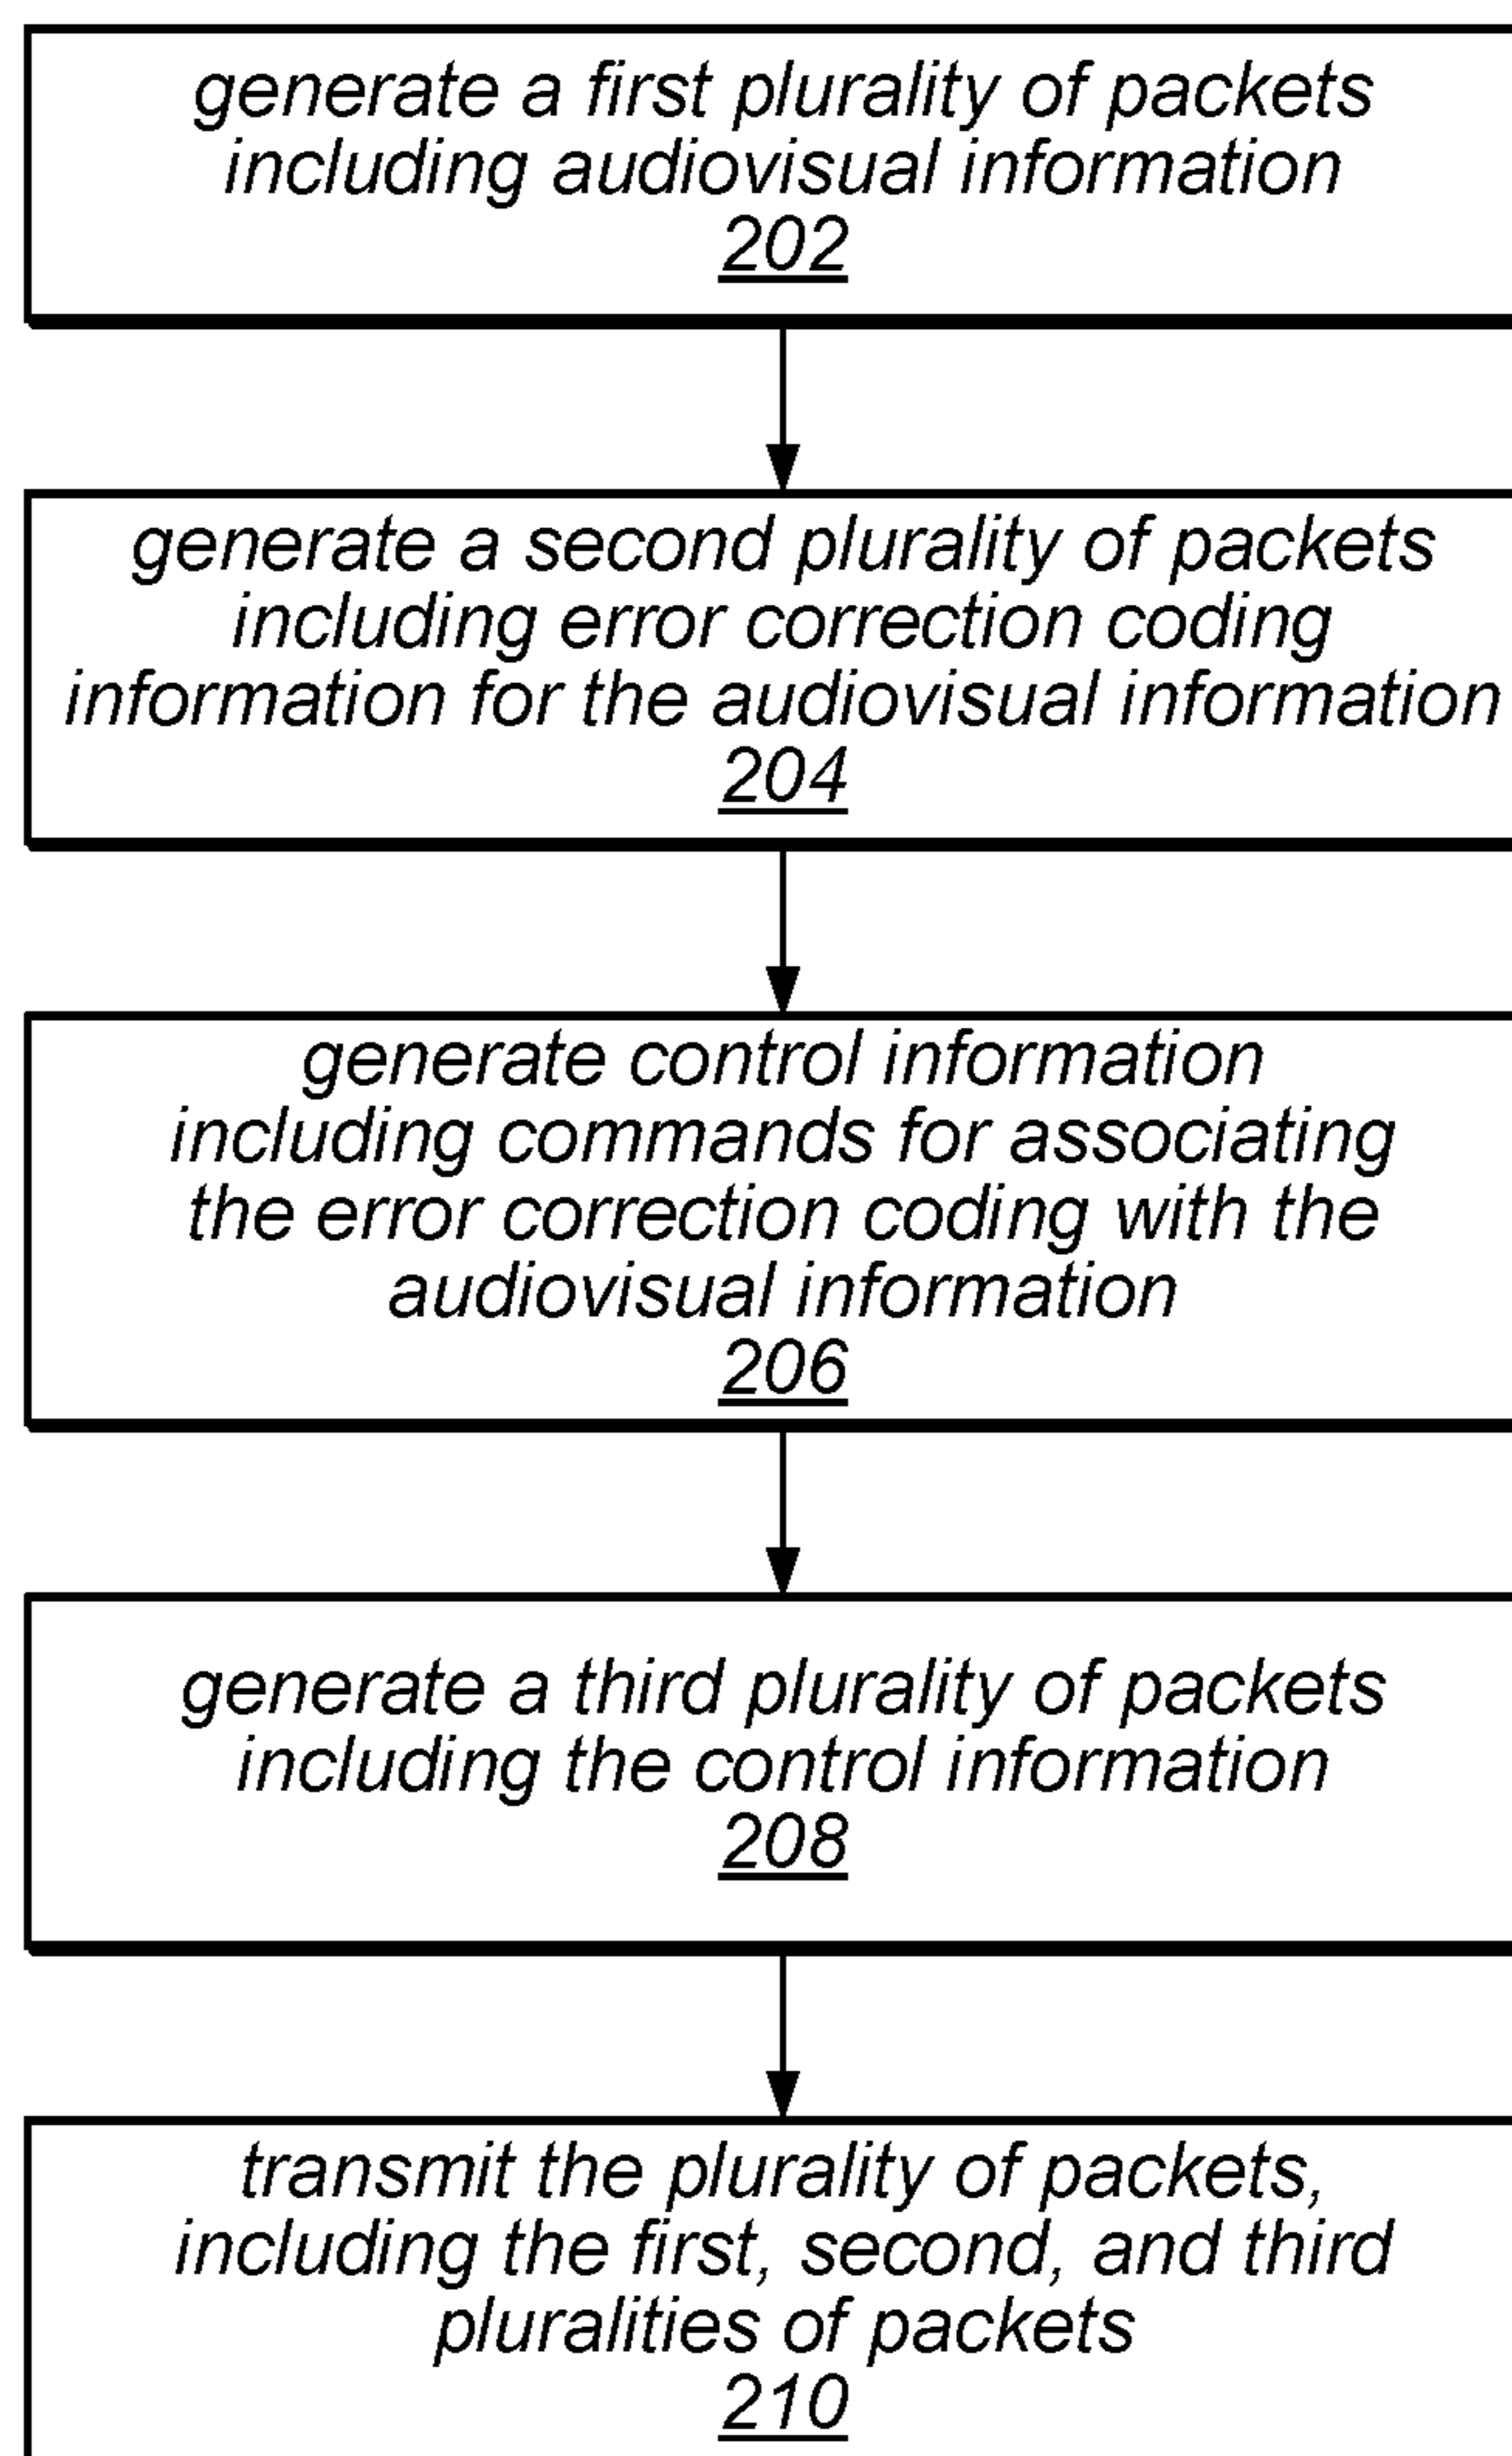 generate a first plurality of packets
including audiovisual information
202
generate a second plurality of packets
including error correction coding
information for the audiovisual information
204
generate control information
including commands for associating
the error correction coding with the
audiovisual information
206
generate a third plurality of packets
including the control information
208
transmit the plurality of packets,
including the first, second, and third
pluralities of packets
210